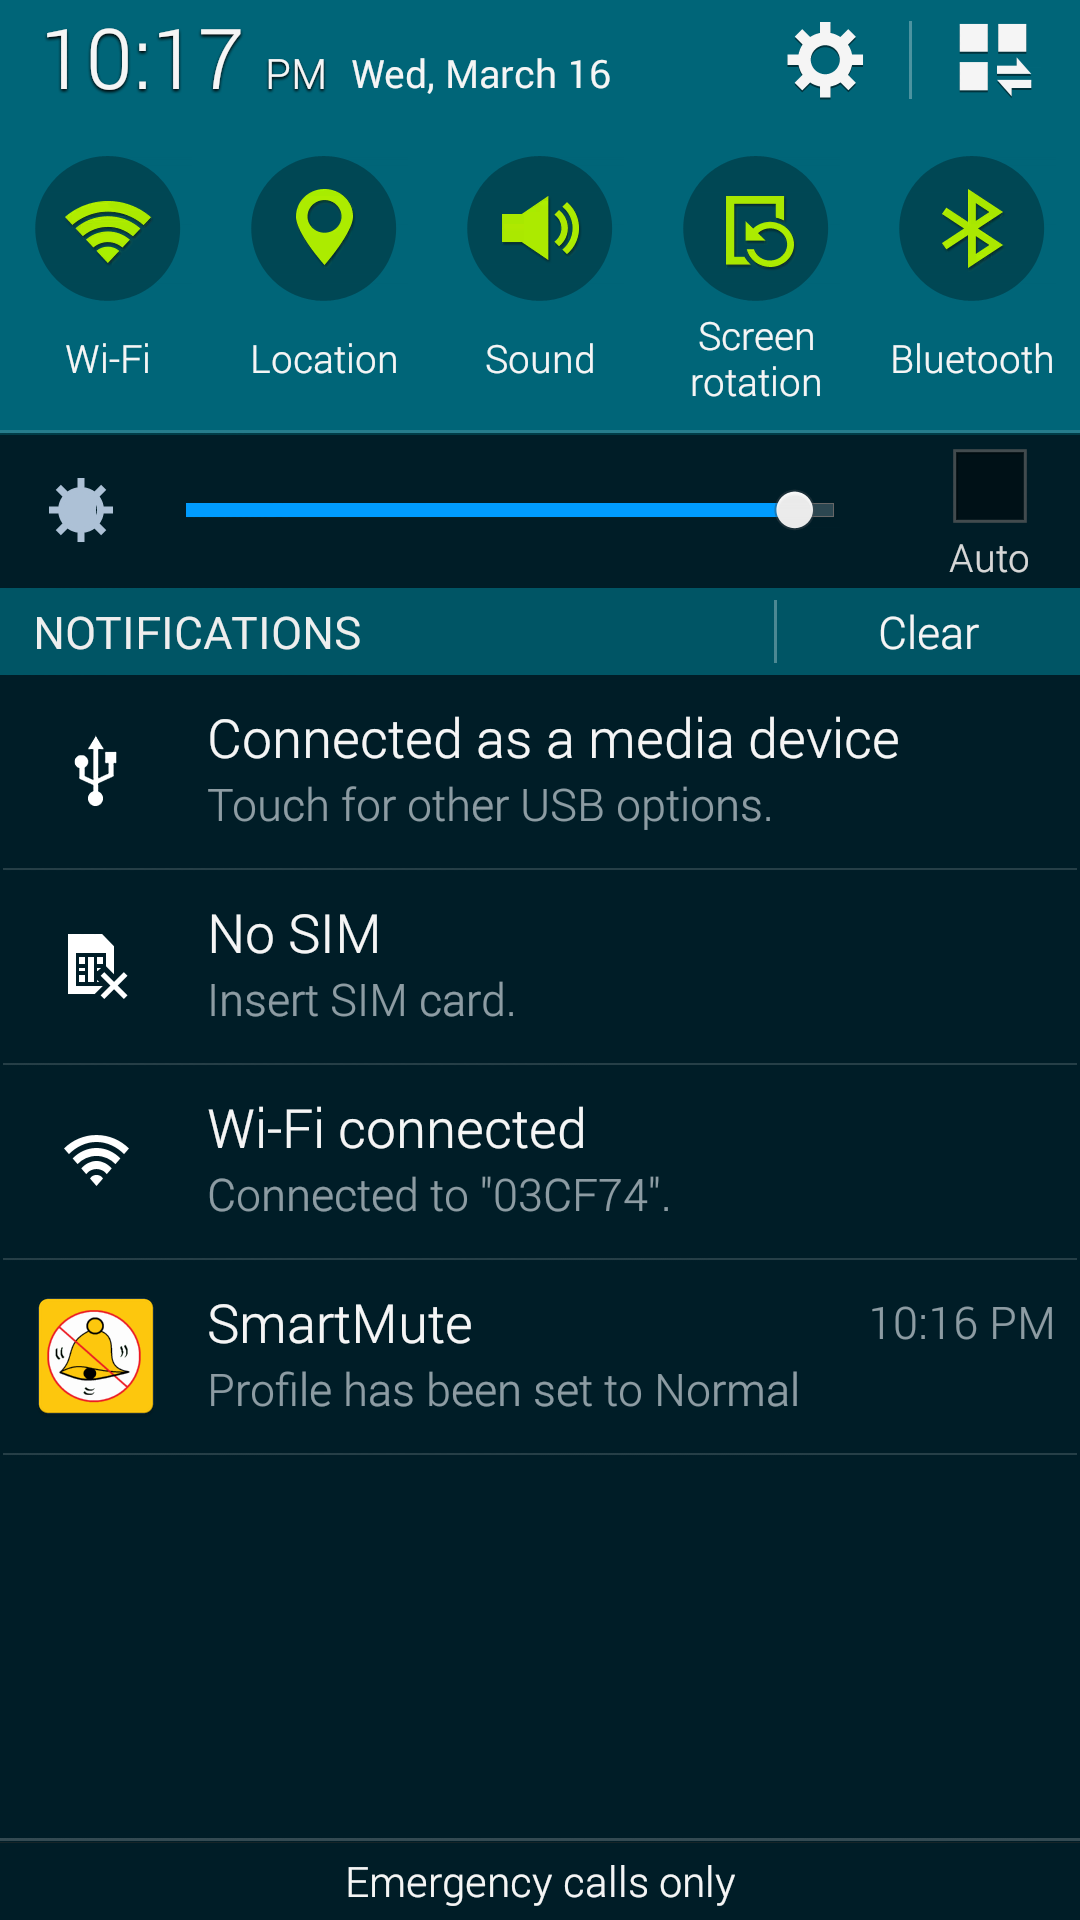 10:17 PM Wed, March 16
Wi-Fi
Location
Sound
Screen
rotation
Bluetooth
Auto
NOTIFICATIONS
Clear
Connected as a media device
Touch for other USB options.
No SIM
Insert SIM card.
Wi-Fi connected
Connected to "03CF74".
SmartMute
10:16 PM
Profile has been set to Normal
Emergency calls only